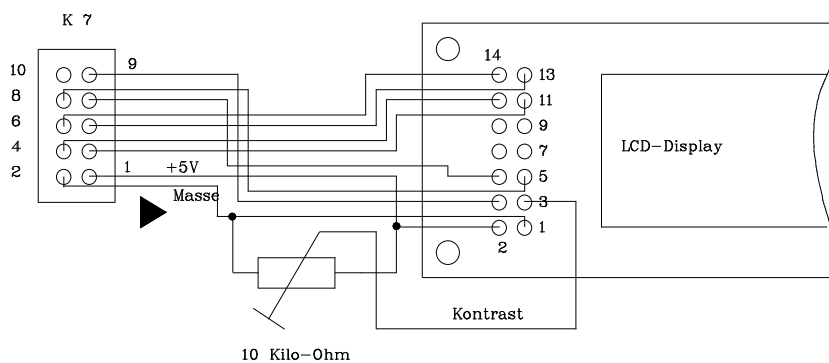 K 7
14
10 9 13
8 11
6 9
4 7
2 1 +5V 5
Masse 3
1
2
LCD-Display
Kontrast
10 Kilo-Ohm